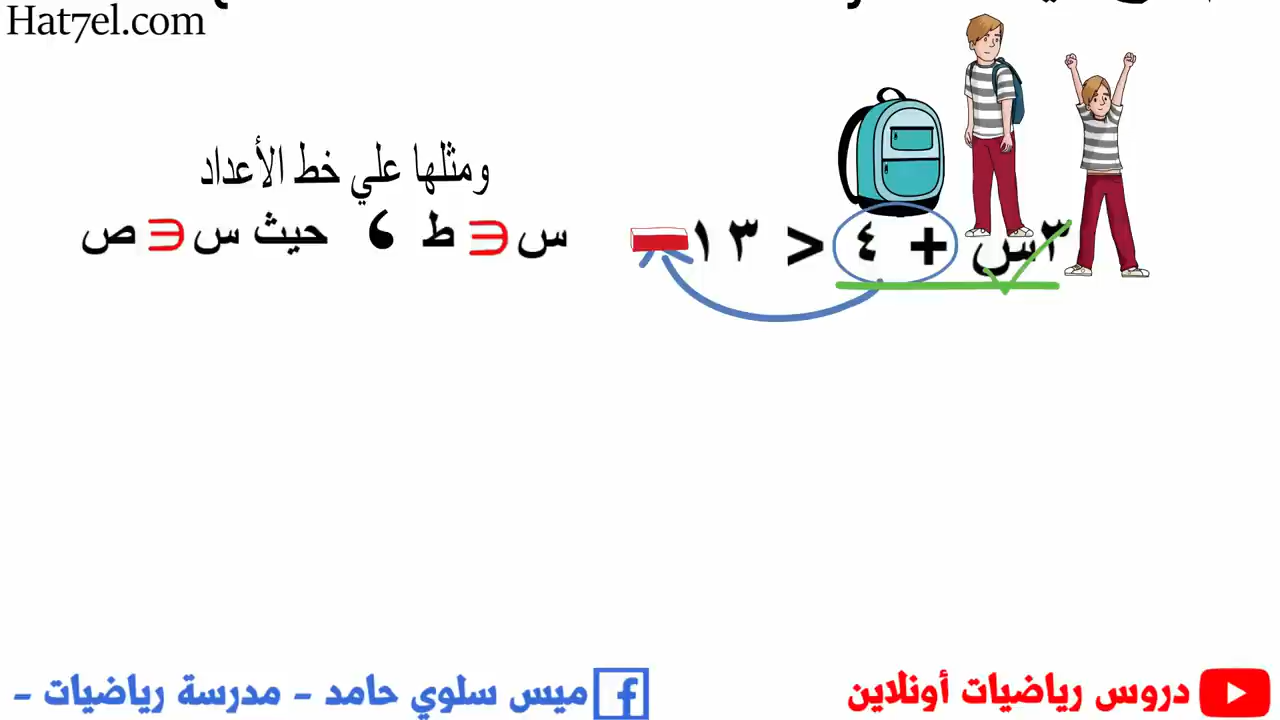 Hat7el.com
ومثلها علي خط الأعداد
٣س + ٤ < ١٣ س ∈ ط ، حيث س ∈ ص
دروس رياضيات أونلاين ميس سلوي حامد - مدرسة رياضيات -